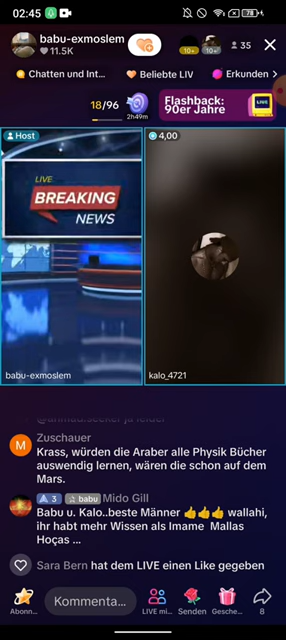 02:45
78
babu-exmoslem
11.5K
10+
10+
35
Chatten und Int...
Beliebte LIV
Erkunden
18/96
2h49m
Flashback:
90er Jahre
LIVE
Host
4,00
LIVE
BREAKING
NEWS
babu-exmoslem
kalo_4721
Zuschauer
Krass, würden die Araber alle Physik Bücher
auswendig lernen, wären die schon auf dem
Mars.
3 babu Mido Gill
Babu u. Kalo..beste Männer 👍👍👍 wallahi,
ihr habt mehr Wissen als Imame Mallas
Hoças ...
Sara Bern hat dem LIVE einen Like gegeben
Kommenta...
Abonn...
LIVE mi...
Senden
Gesche...
8